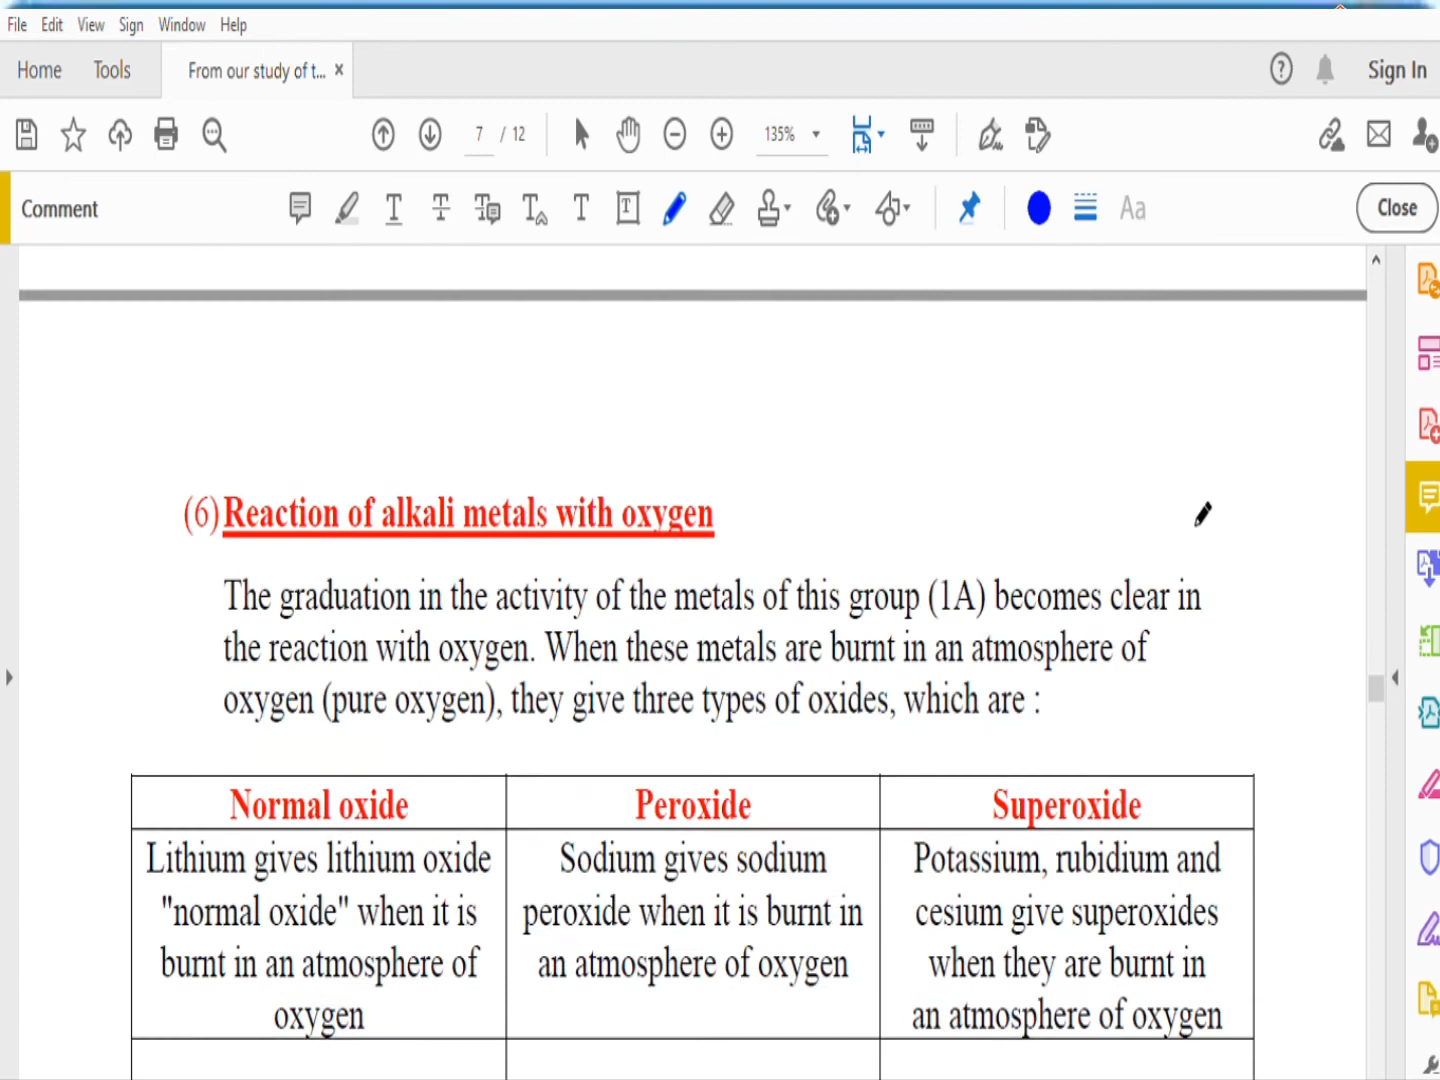 File Edit View Sign Window Help
Home Tools From our study of t... × Sign In
7 / 12 135%
Comment Aa Close
(6) Reaction of alkali metals with oxygen
The graduation in the activity of the metals of this group (1A) becomes clear in
the reaction with oxygen. When these metals are burnt in an atmosphere of
oxygen (pure oxygen), they give three types of oxides, which are :
Normal oxide
Lithium gives lithium oxide
"normal oxide" when it is
burnt in an atmosphere of
oxygen
Peroxide
Sodium gives sodium
peroxide when it is burnt in
an atmosphere of oxygen
Superoxide
Potassium, rubidium and
cesium give superoxides
when they are burnt in
an atmosphere of oxygen